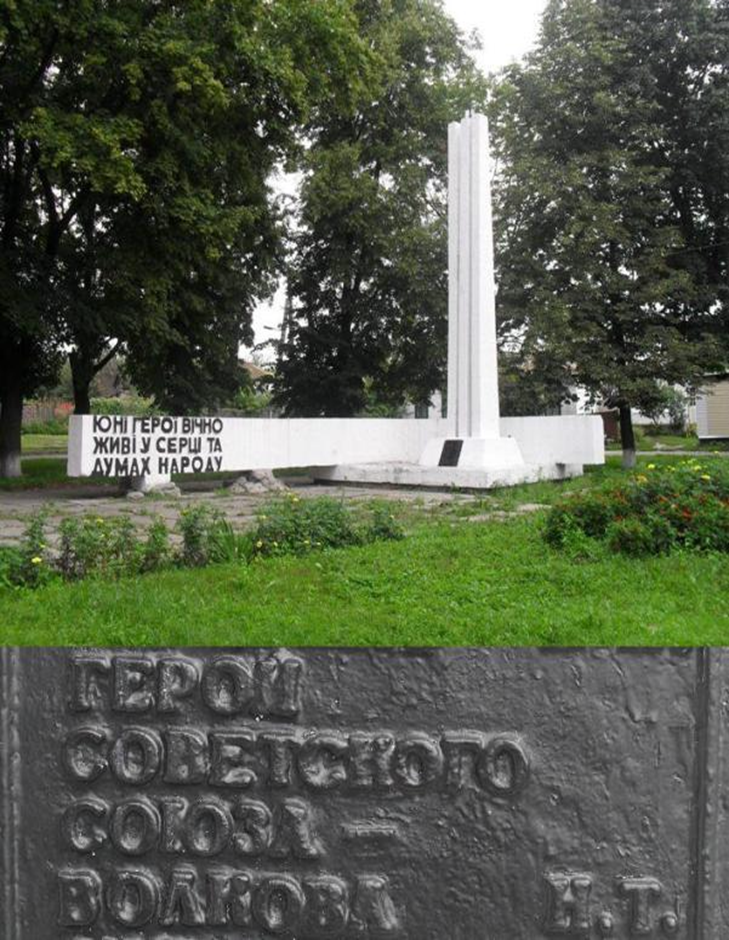 ЮНІ ГЕРОЇ ВІЧНО
ЖИВІ У СЕРЦІ ТА
ДУМАХ НАРОДУ
ГЕРОЙ
СОВЕТСКОГО
СОЮЗА —
ВОЛКОВА Н.Т.